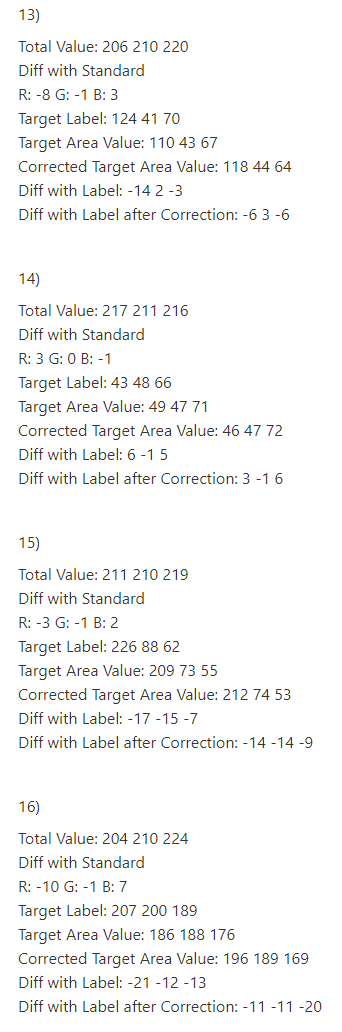 13)
Total Value: 206 210 220
Diff with Standard
R: -8 G: -1 B: 3
Target Label: 124 41 70
Target Area Value: 110 43 67
Corrected Target Area Value: 118 44 64
Diff with Label: -14 2 -3
Diff with Label after Correction: -6 3 -6
14)
Total Value: 217 211 216
Diff with Standard
R: 3 G: 0 B: -1
Target Label: 43 48 66
Target Area Value: 49 47 71
Corrected Target Area Value: 46 47 72
Diff with Label: 6 -1 5
Diff with Label after Correction: 3 -1 6
15)
Total Value: 211 210 219
Diff with Standard
R: -3 G: -1 B: 2
Target Label: 226 88 62
Target Area Value: 209 73 55
Corrected Target Area Value: 212 74 53
Diff with Label: -17 -15 -7
Diff with Label after Correction: -14 -14 -9
16)
Total Value: 204 210 224
Diff with Standard
R: -10 G: -1 B: 7
Target Label: 207 200 189
Target Area Value: 186 188 176
Corrected Target Area Value: 196 189 169
Diff with Label: -21 -12 -13
Diff with Label after Correction: -11 -11 -20